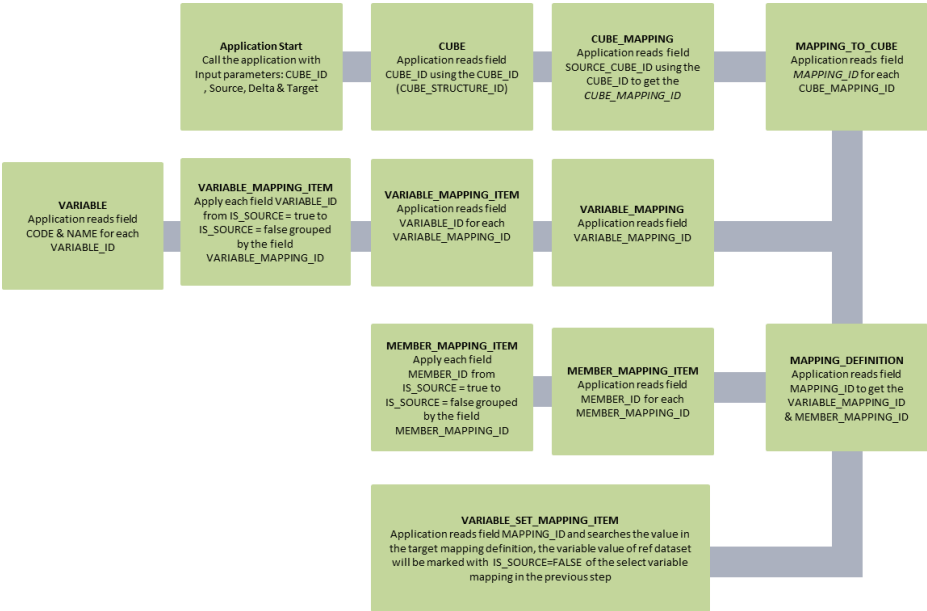 Application Start
Call the application with
Input parameters: CUBE_ID
, Source, Delta & Target
CUBE
Application reads field
CUBE_ID using the CUBE_ID
(CUBE_STRUCTURE_ID)
CUBE_MAPPING
Application reads field
SOURCE_CUBE_ID using the
CUBE_ID to get the
CUBE_MAPPING_ID
MAPPING_TO_CUBE
Application reads field
MAPPING_ID for each
CUBE_MAPPING_ID
VARIABLE
Application reads field
CODE & NAME for each
VARIABLE_ID
VARIABLE_MAPPING_ITEM
Apply each field VARIABLE_ID
from IS_SOURCE = true to
IS_SOURCE = false grouped
by the field
VARIABLE_MAPPING_ID
VARIABLE_MAPPING_ITEM
Application reads field
VARIABLE_ID for each
VARIABLE_MAPPING_ID
VARIABLE_MAPPING
Application reads field
VARIABLE_MAPPING_ID
MEMBER_MAPPING_ITEM
Apply each field
MEMBER_ID from
IS_SOURCE = true to
IS_SOURCE = false grouped
by the field
MEMBER_MAPPING_ID
MEMBER_MAPPING_ITEM
Application reads field
MEMBER_ID for each
MEMBER_MAPPING_ID
MAPPING_DEFINITION
Application reads field
MAPPING_ID to get the
VARIABLE_MAPPING_ID
& MEMBER_MAPPING_ID
VARIABLE_SET_MAPPING_ITEM
Application reads field MAPPING_ID and searches the value in
the target mapping definition, the variable value of ref dataset
will be marked with IS_SOURCE=FALSE of the select variable
mapping in the previous step